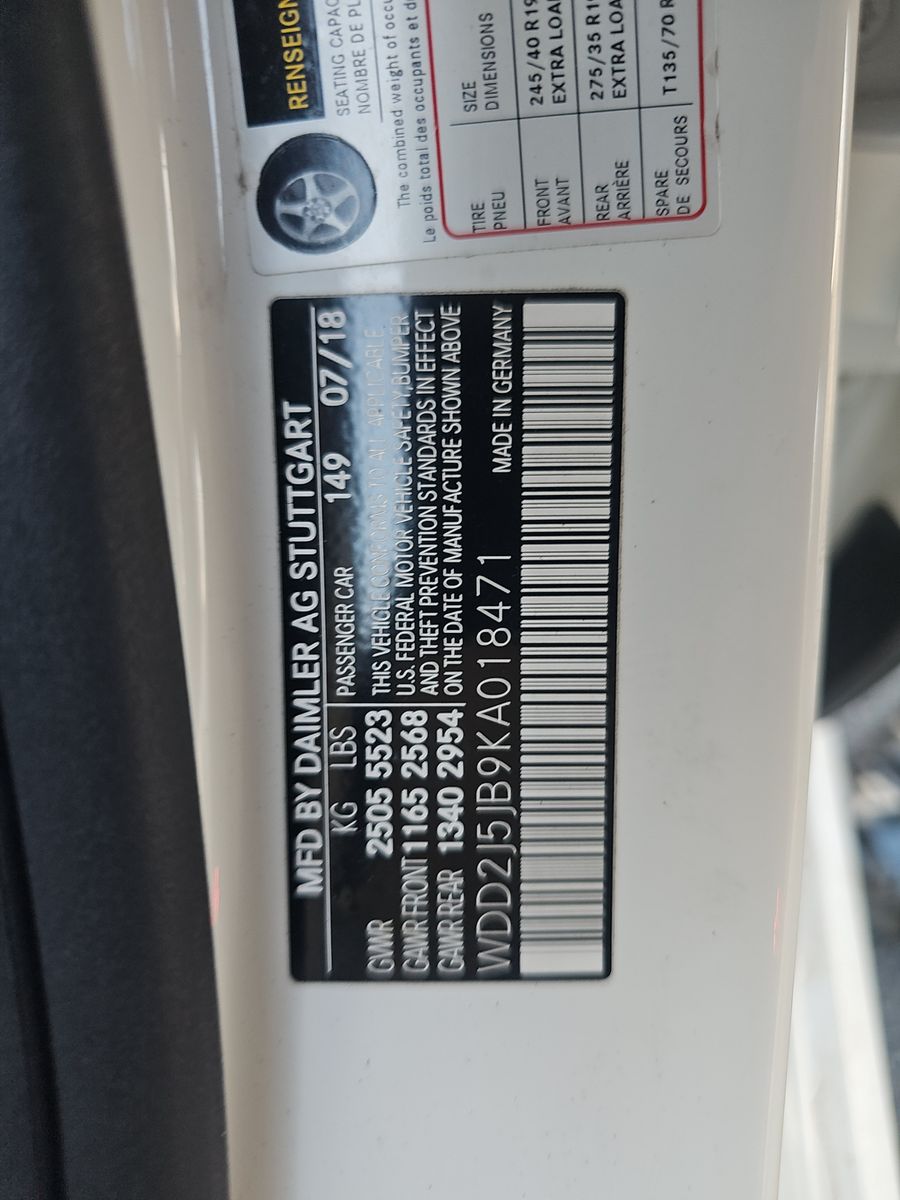 RENSEIGN
SEATING CAPAC
NOMBRE DE PL
The combined weight of occu
Le poids total des occupants et d
TIRE SIZE
PNEU DIMENSIONS
FRONT 245/40 R19
AVANT EXTRA LOA
REAR 275/35 R1
ARRIÈRE EXTRA LOA
SPARE T135/70 R
DE SECOURS
MFD BY DAIMLER AG STUTTGART
KG LBS PASSENGER CAR 149 07/18
GWR 2505 5523 THIS VEHICLE CONFORMS TO ALL APPLICABLE
GAWR FRONT 1165 2568 U.S. FEDERAL MOTOR VEHICLE SAFETY, BUMPER
AND THEFT PREVENTION STANDARDS IN EFFECT
GAWR REAR 1340 2954 ON THE DATE OF MANUFACTURE SHOWN ABOVE
WDD2J5JB9KA018471 MADE IN GERMANY